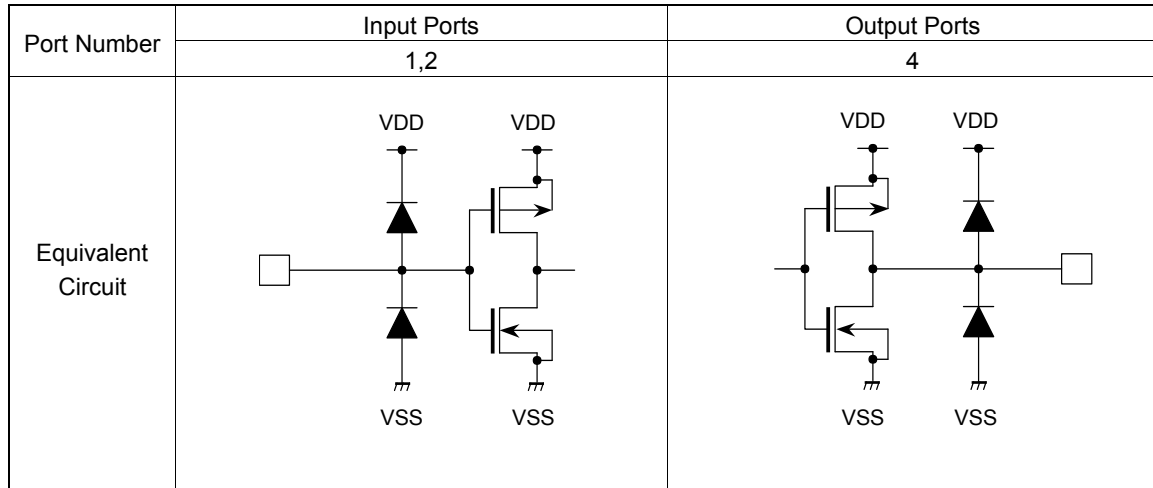 Port Number
Input Ports
Output Ports
1,2
4
Equivalent
Circuit
VDD
VDD
VSS
VSS
VDD
VDD
VSS
VSS